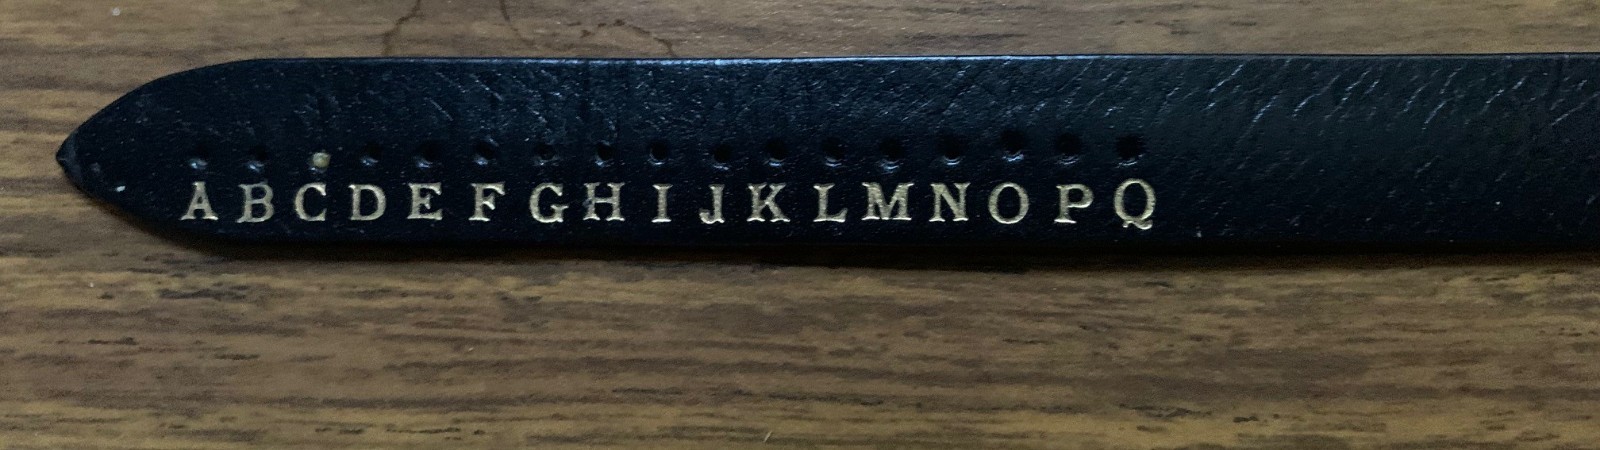 A B C D E F G H I J K L M N O P Q